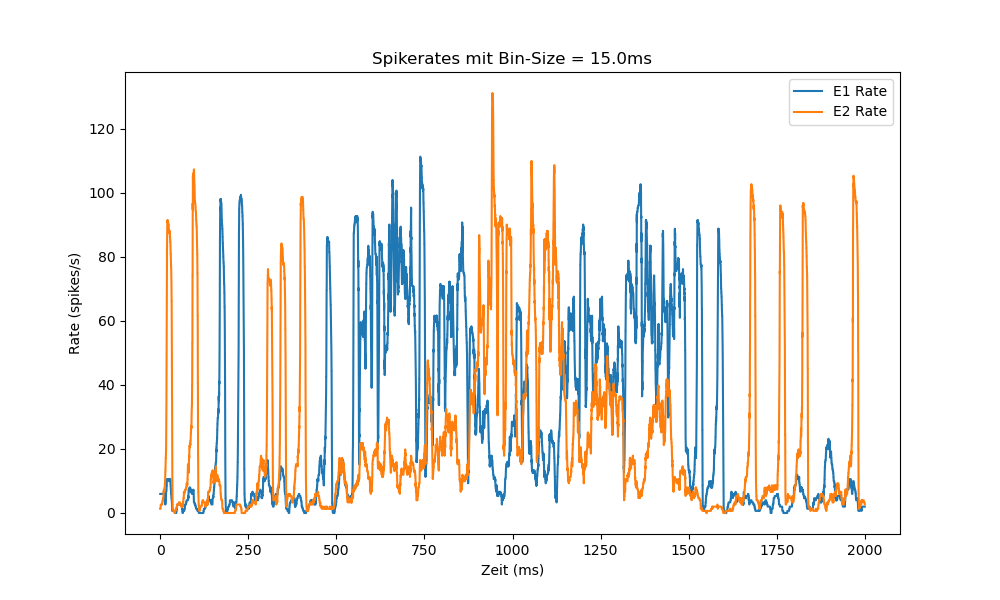 Spikerates mit Bin-Size = 15.0ms
E1 Rate
E2 Rate
120
100
80
60
40
20
0
Rate (spikes/s)
0 250 500 750 1000 1250 1500 1750 2000
Zeit (ms)